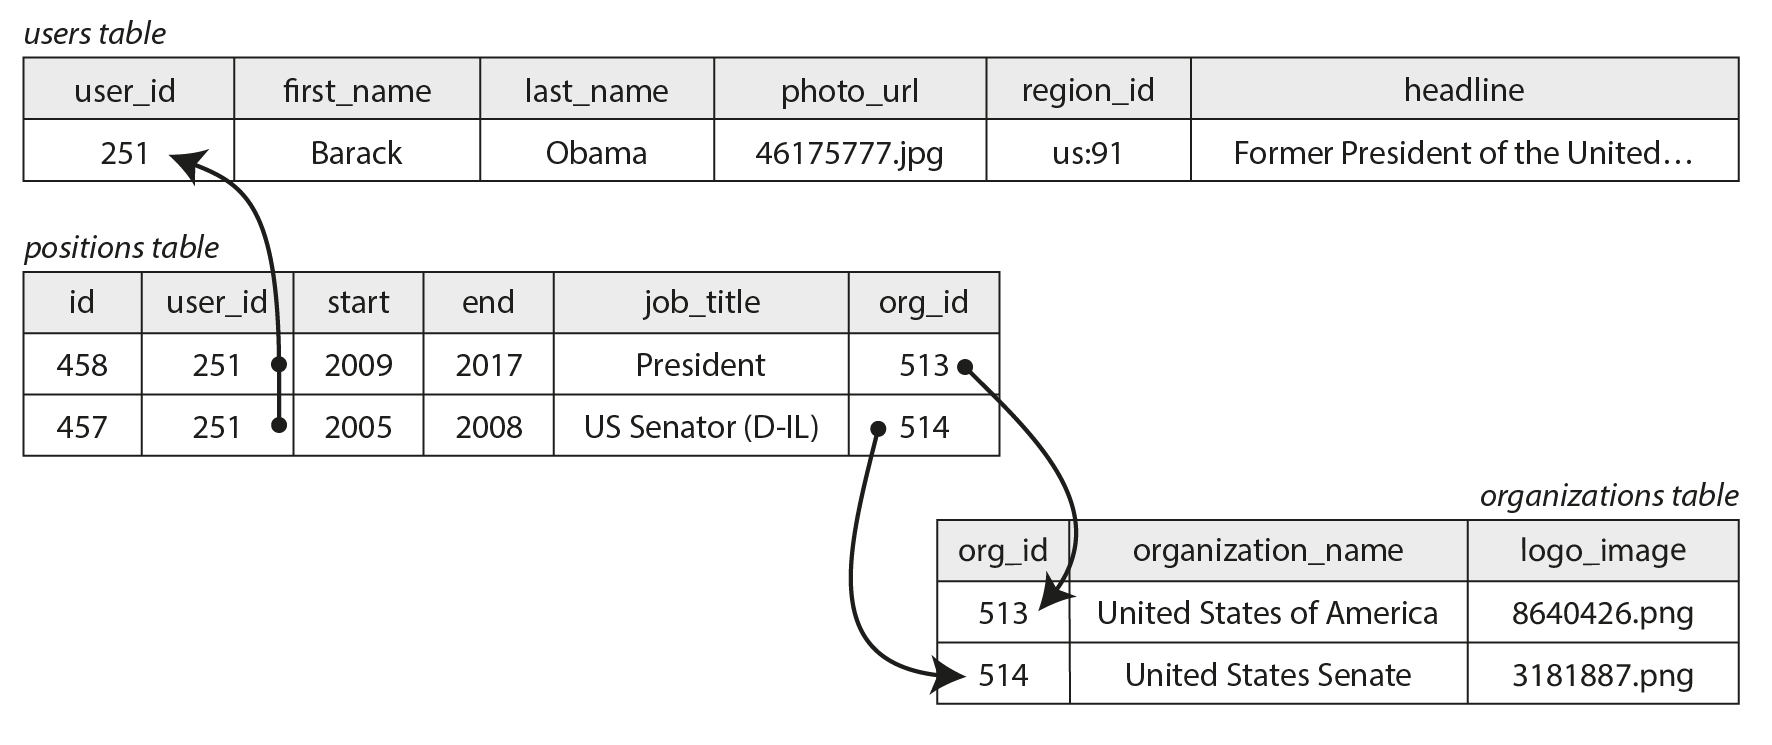 users table
user_id first_name last_name photo_url region_id headline
251 Barack Obama 46175777.jpg us:91 Former President of the United…
positions table
id user_id start end job_title org_id
458 251 2009 2017 President 513
457 251 2005 2008 US Senator (D-IL) 514
organizations table
org_id organization_name logo_image
513 United States of America 8640426.png
514 United States Senate 3181887.png